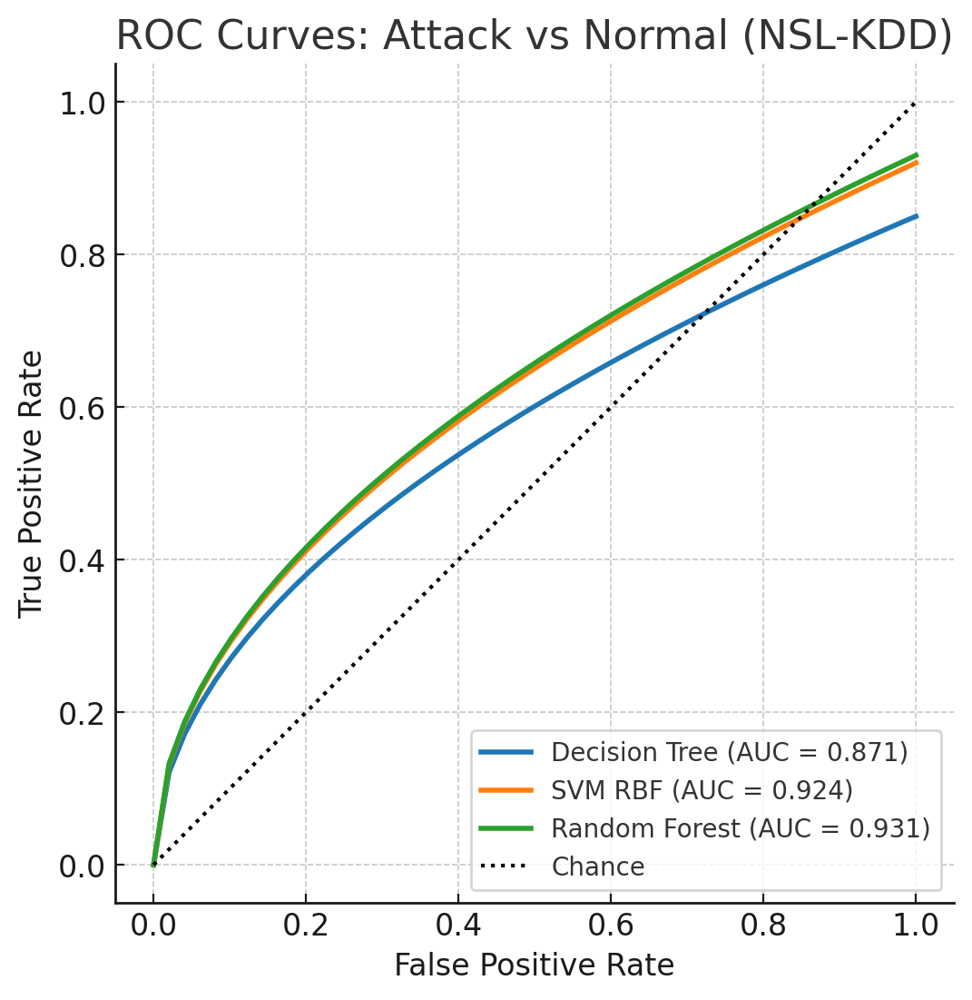 ROC Curves: Attack vs Normal (NSL-KDD)
True Positive Rate
1.0
0.8
0.6
0.4
0.2
0.0
Decision Tree (AUC = 0.871)
SVM RBF (AUC = 0.924)
Random Forest (AUC = 0.931)
Chance
0.0 0.2 0.4 0.6 0.8 1.0
False Positive Rate